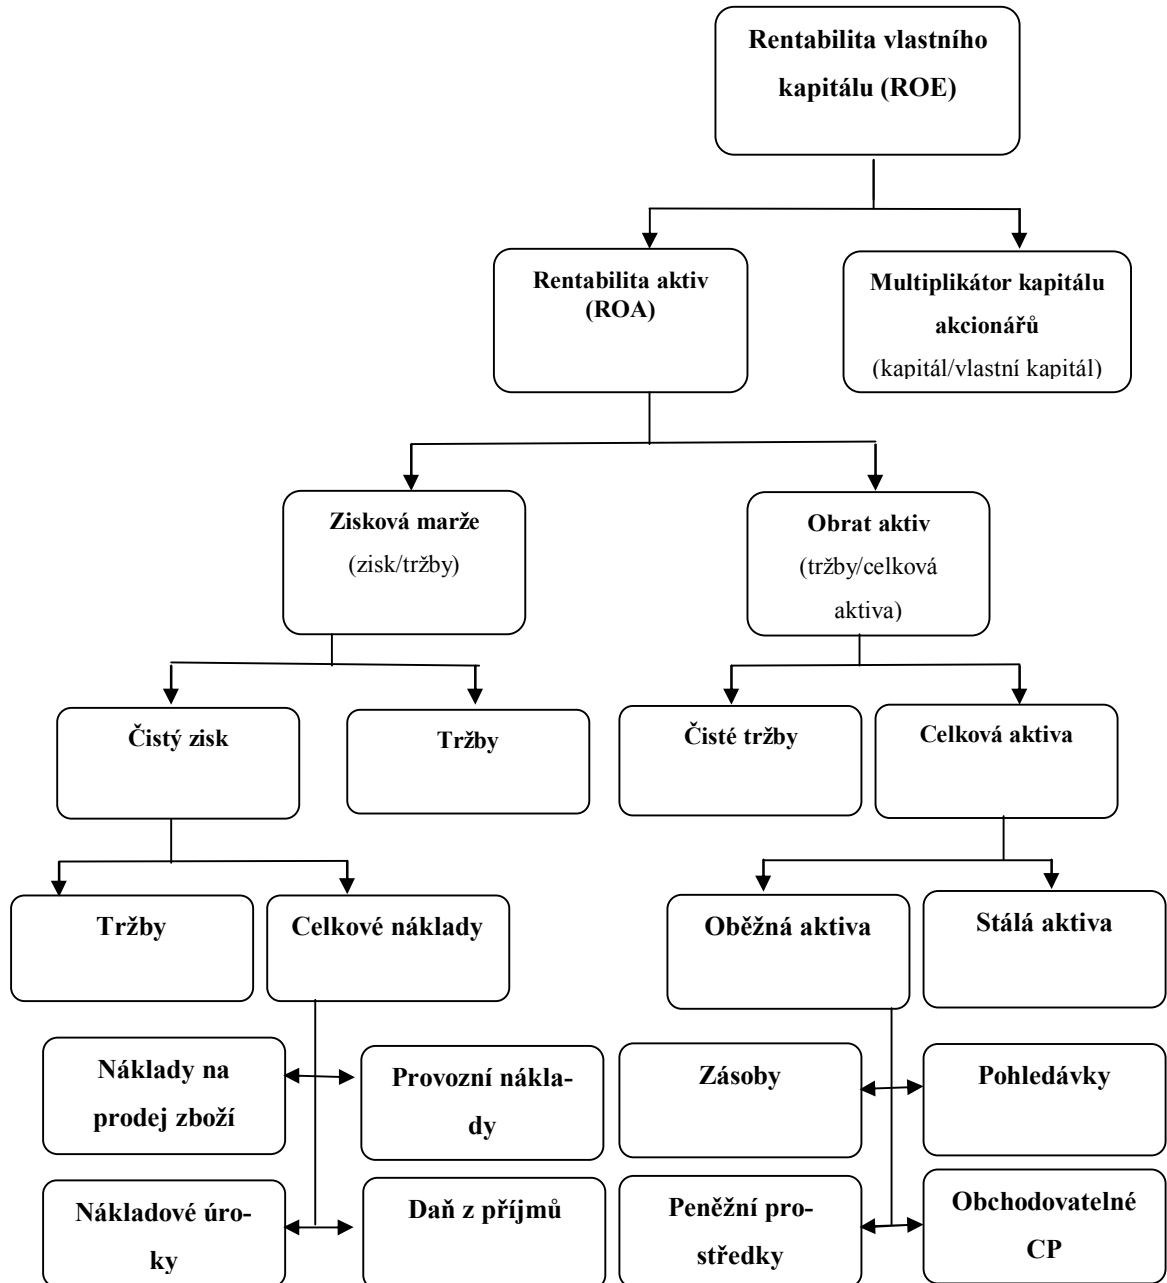 Rentabilita vlastního
kapitálu (ROE)
Rentabilita aktiv
(ROA)
Multiplikátor kapitálu
akcionářů
(kapitál/vlastní kapitál)
Zisková marže
(zisk/tržby)
Obrat aktiv
(tržby/celková
aktiva)
Čistý zisk
Tržby
Čisté tržby
Celková aktiva
Tržby
Celkové náklady
Oběžná aktiva
Stálá aktiva
Náklady na
prodej zboží
Provozní nákla-
dy
Zásoby
Pohledávky
Nákladové úro-
ky
Daň z příjmů
Peněžní pro-
středky
Obchodovatelné
CP